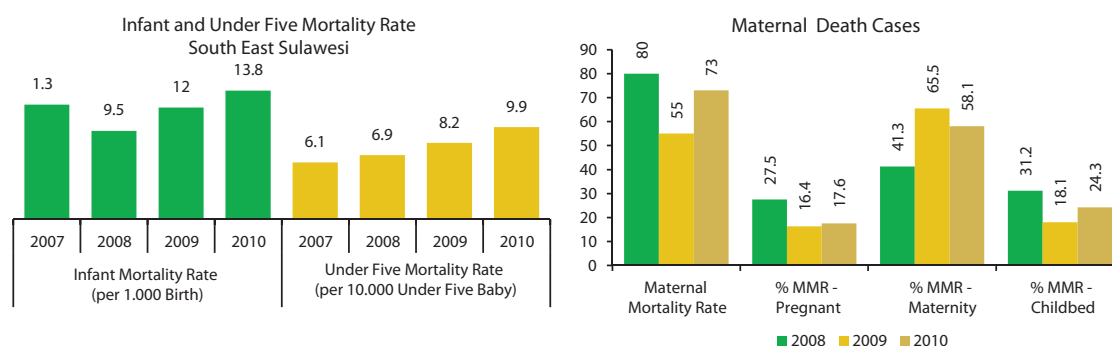 Infant and Under Five Mortality Rate
South East Sulawesi
1.3
9.5
12
13.8
6.1
6.9
8.2
9.9
2007
2008
2009
2010
2007
2008
2009
2010
Infant Mortality Rate
(per 1.000 Birth)
Under Five Mortality Rate
(per 10.000 Under Five Baby)
Maternal Death Cases
90
80
70
60
50
40
30
20
10
0
80
55
73
27.5
16.4
17.6
41.3
65.5
58.1
31.2
18.1
24.3
Maternal
Mortality Rate
% MMR -
Pregnant
% MMR -
Maternity
% MMR -
Childbed
2008
2009
2010